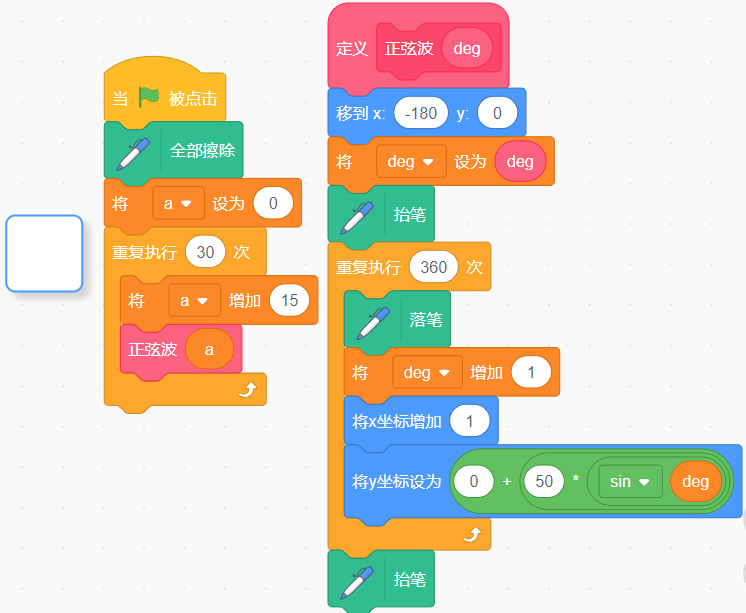 当 被点击
全部擦除
将 a 设为 0
重复执行 30 次
将 a 增加 15
正弦波 a
定义 正弦波 deg
移到 x: -180 y: 0
将 deg 设为 deg
抬笔
重复执行 360 次
落笔
将 deg 增加 1
将x坐标增加 1
将y坐标设为 0 + 50 * sin deg
抬笔